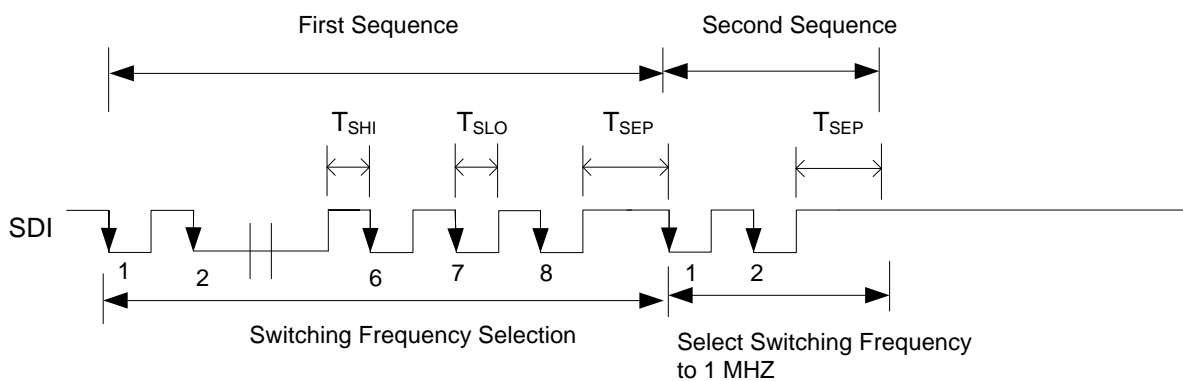 First Sequence
Second Sequence
TSHI
TSLO
TSEP
TSEP
SDI
1
2
6
7
8
1
2
Switching Frequency Selection
Select Switching Frequency
to 1 MHZ